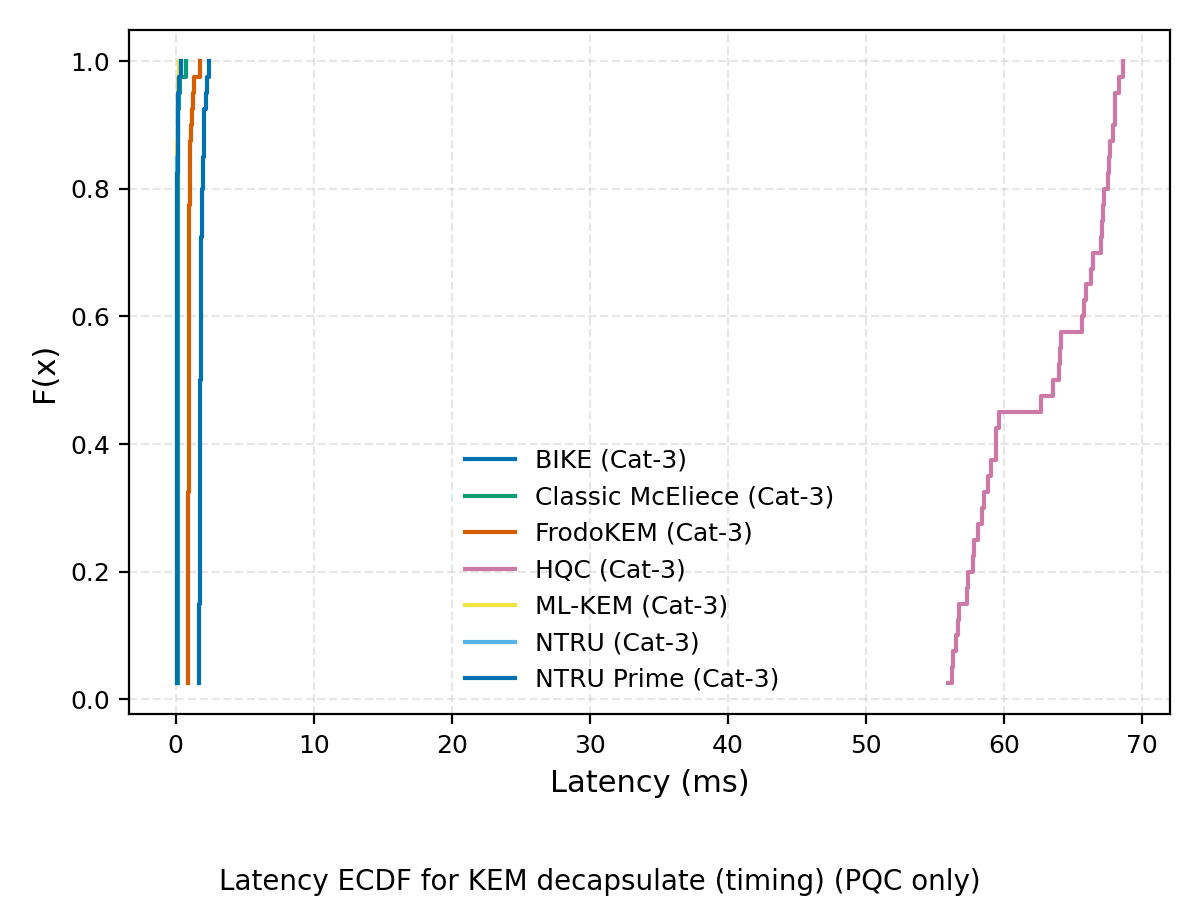 1.0
0.8
0.6
0.4
0.2
0.0
F(x)
BIKE (Cat-3)
Classic McEliece (Cat-3)
FrodoKEM (Cat-3)
HQC (Cat-3)
ML-KEM (Cat-3)
NTRU (Cat-3)
NTRU Prime (Cat-3)
0 10 20 30 40 50 60 70
Latency (ms)
Latency ECDF for KEM decapsulate (timing) (PQC only)